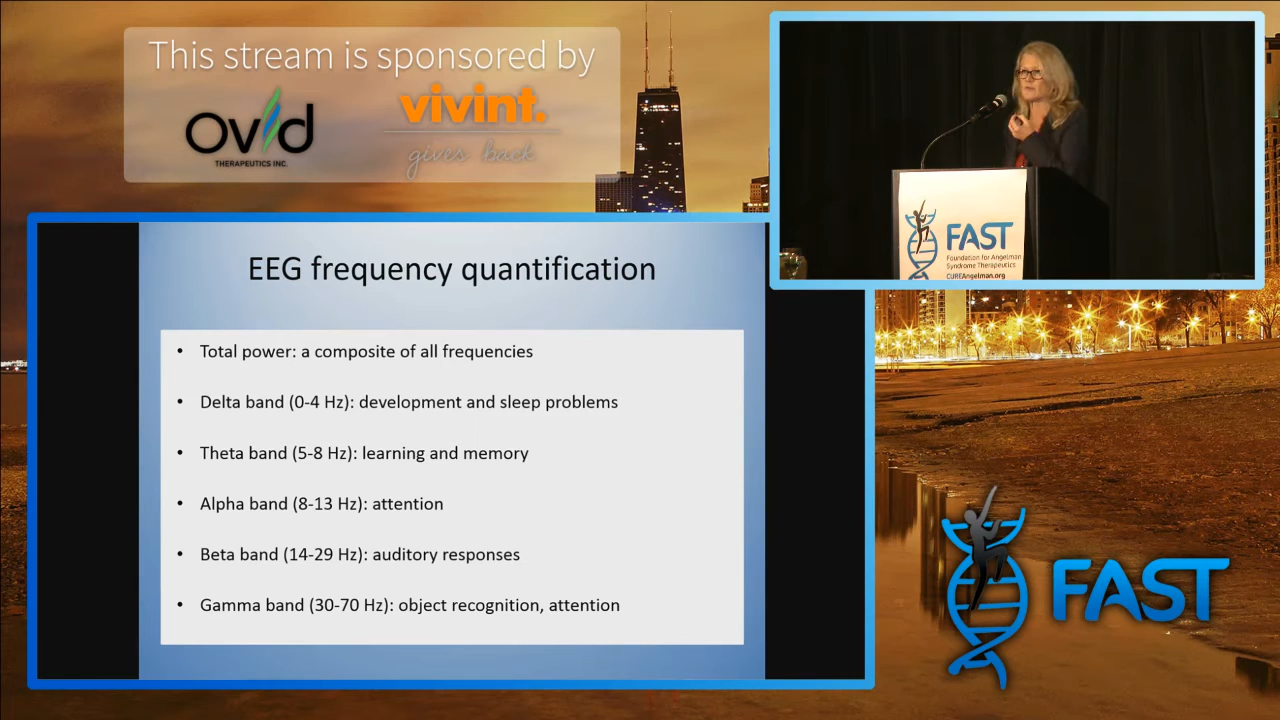 This stream is sponsored by
ovid
THERAPEUTICS INC.
vivint.
gives back
FAST
Foundation for Angelman
Syndrome Therapeutics
CUREAngelman.org
EEG frequency quantification
• Total power: a composite of all frequencies
• Delta band (0-4 Hz): development and sleep problems
• Theta band (5-8 Hz): learning and memory
• Alpha band (8-13 Hz): attention
• Beta band (14-29 Hz): auditory responses
• Gamma band (30-70 Hz): object recognition, attention
FAST